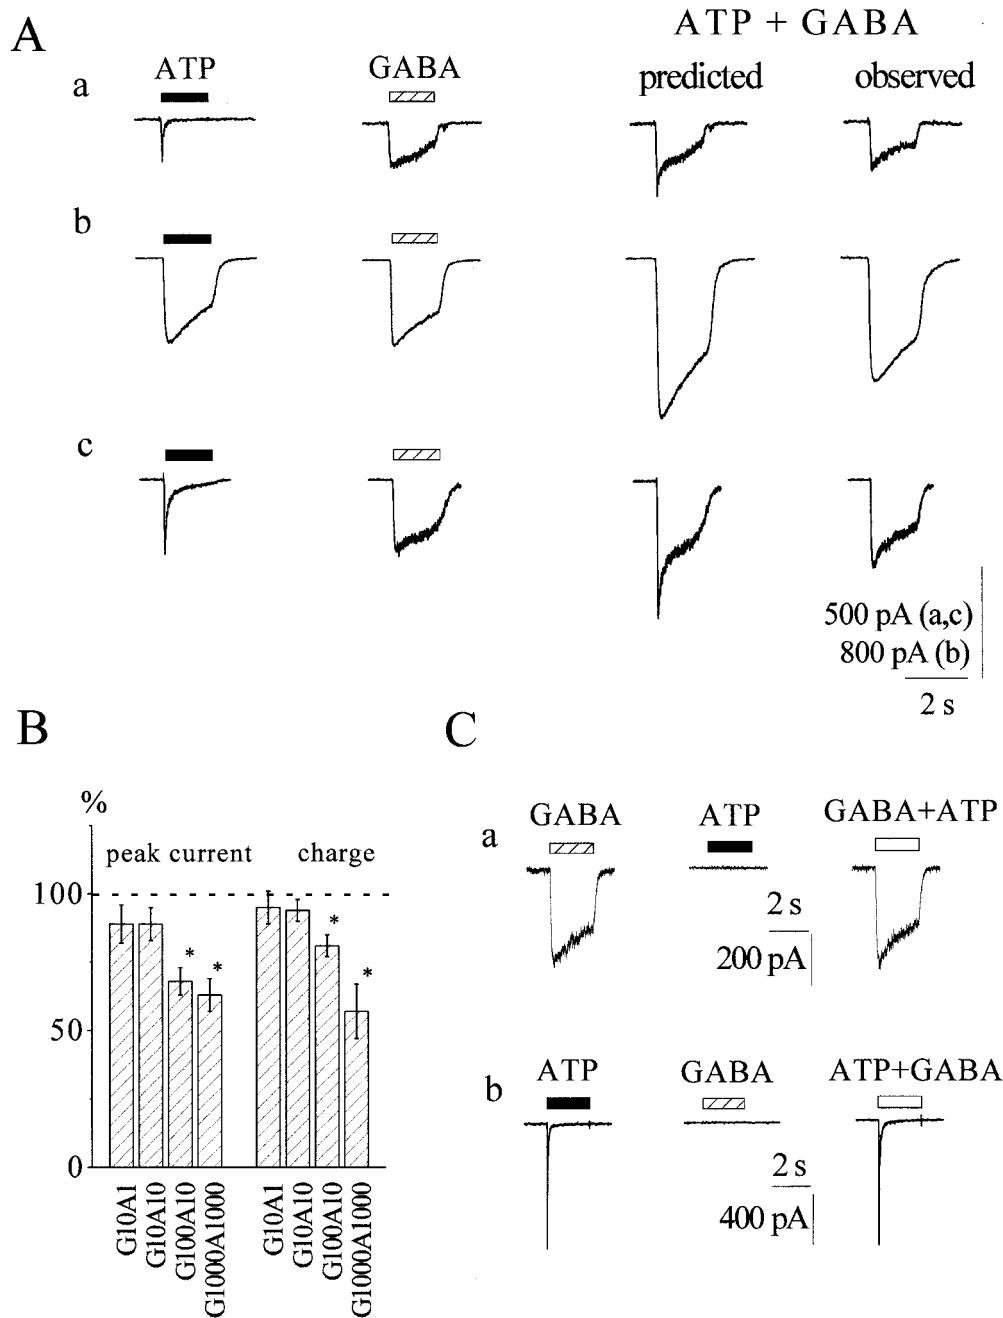 A
ATP + GABA
a
ATP
GABA
predicted
observed
b
c
500 pA (a,c)
800 pA (b)
2 s
B
%
peak current
charge
100
50
0
G10A1
G10A10
G100A10
G1000A1000
G10A1
G10A10
G100A10
G1000A1000
*
*
*
*
C
a
GABA
ATP
GABA+ATP
2 s
200 pA
b
ATP
GABA
ATP+GABA
2 s
400 pA